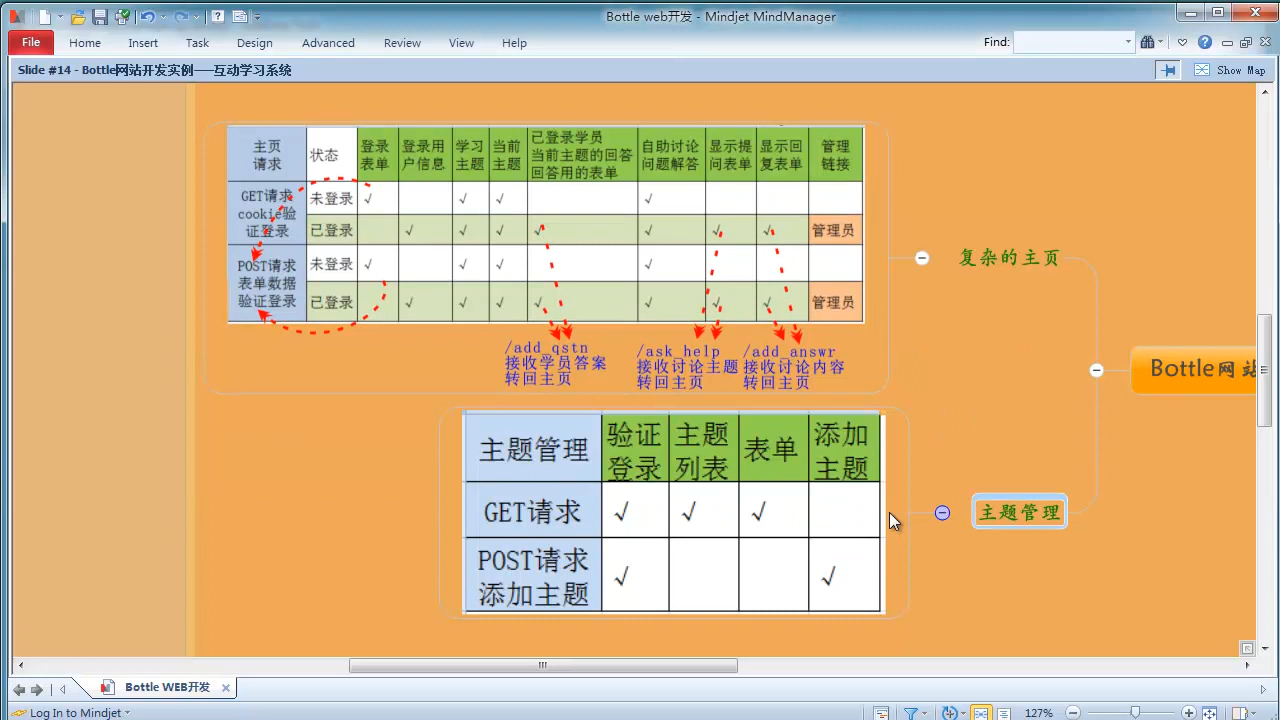 Bottle web开发 - Mindjet MindManager
File Home Insert Task Design Advanced Review View Help Find:
Slide #14 - Bottle网站开发实例——互动学习系统 Show Map
主页
请求
状态
登录
表单
登录用
户信息
学习
主题
当前
主题
已登录学员
当前主题的回答
回答用的表单
自助讨论
问题解答
显示提
问表单
显示回
复表单
管理
链接
GET请求
cookie验
证登录
未登录 √ √ √ √
已登录 √ √ √ √ √ √ √ 管理员
POST请求
表单数据
验证登录
未登录 √ √ √ √
已登录 √ √ √ √ √ √ √ 管理员
/add_qstn
接收学员答案
转回主页
/ask_help
接收讨论主题
转回主页
/add_answr
接收讨论内容
转回主页
复杂的主页
Bottle网站
主题管理
验证
登录
主题
列表
表单
添加
主题
GET请求 √ √ √
POST请求
添加主题
√ √
主题管理
Bottle WEB开发
Log In to Mindjet 127%